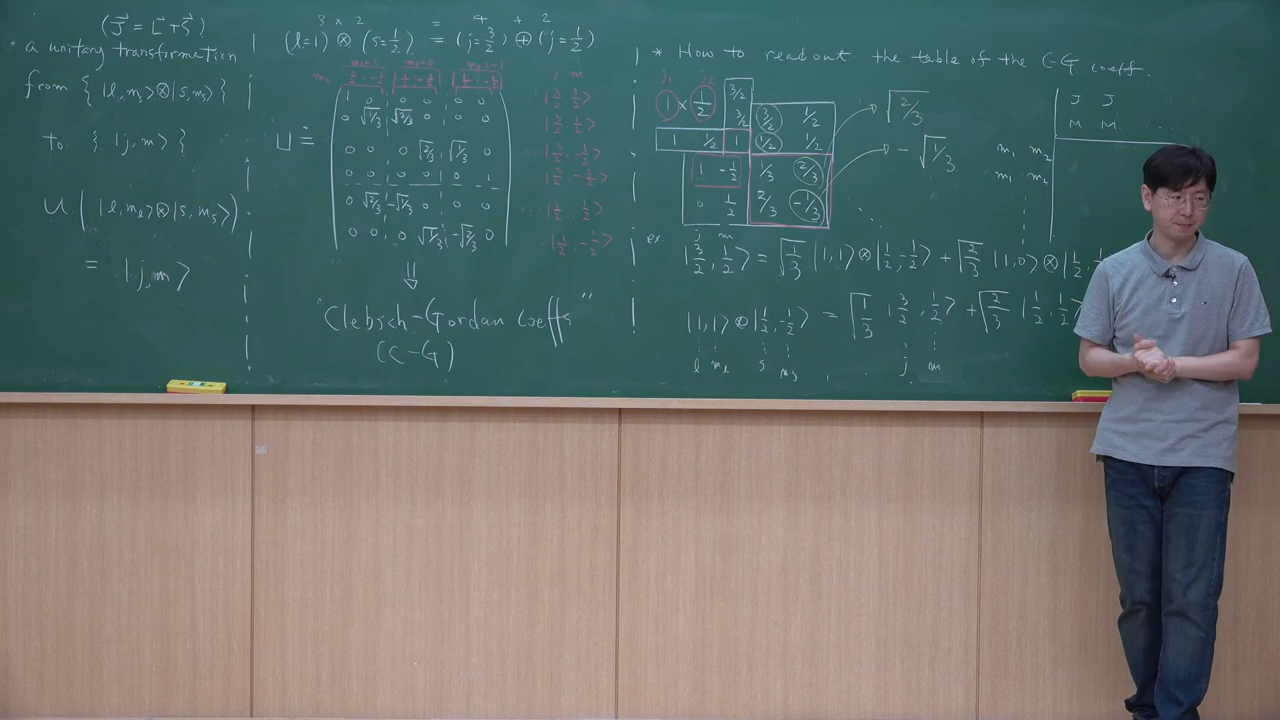 (J⃗ = L⃗ + S⃗)
a unitary transformation
from { |l, m_s⟩⊗|s, m_s⟩ }
to { |j, m⟩ }
U ( |l, m_l⟩⊗|s, m_s⟩ )
= |j, m⟩
3 × 2 = 4 + 2
(l=1) ⊗ (s=1/2) = (j=3/2) ⊕ (j=1/2)
j m
U ≐
1 0 0 0 0 0 |3/2, 3/2⟩
0 √1/3 √2/3 0 0 0 |3/2, 1/2⟩
0 0 0 √2/3 √1/3 0 |3/2, -1/2⟩
0 0 0 0 0 1 |3/2, -3/2⟩
0 √2/3 -√1/3 0 0 0 |1/2, 1/2⟩
0 0 0 √1/3 -√2/3 0 |1/2, -1/2⟩
⇓
"Clebsch-Gordan coeffs"
(C-G)
* How to read out the table of the C-G coeff.
1 × 1/2
3/2
3/2 3/2 1/2
1 1/2 1 1/2 1/2
1 -1/2 1/3 2/3
0 1/2 2/3 -1/3
√2/3
-√1/3
J J
M M ...
m₁ m₂
m₁ m₂
ex.
j m
|3/2, 1/2⟩ = √1/3 |1,1⟩⊗|1/2,-1/2⟩ + √2/3 |1,0⟩⊗|1/2,
|1,1⟩⊗|1/2,-1/2⟩ = √1/3 |3/2, 1/2⟩ + √2/3 |1/2, 1/2⟩
l m_l s m_s j m